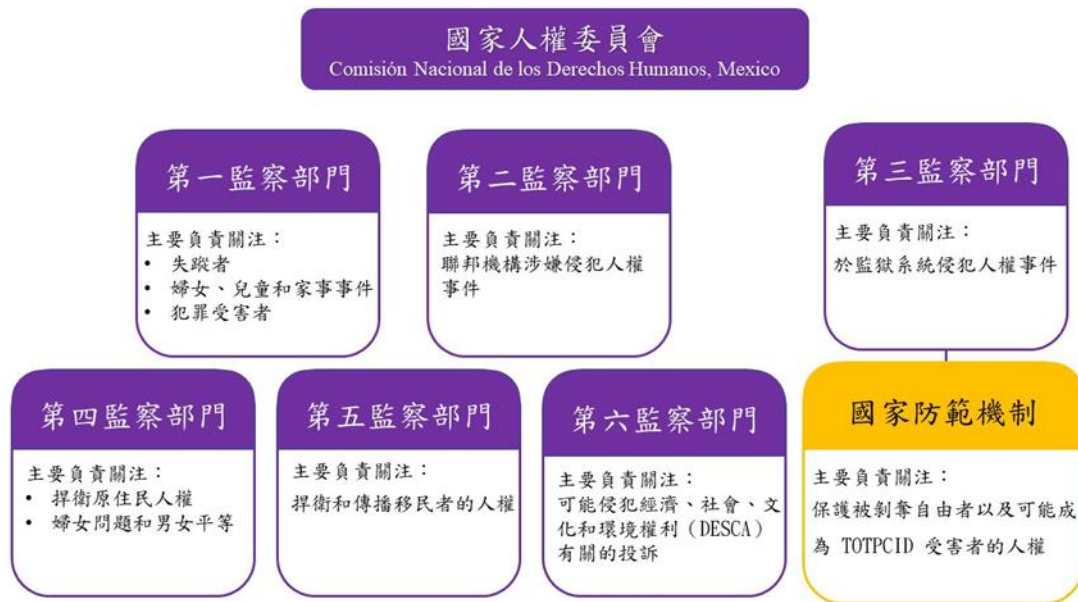 國家人權委員會
Comisión Nacional de los Derechos Humanos, Mexico
第一監察部門
主要負責關注：
• 失蹤者
• 婦女、兒童和家事事件
• 犯罪受害者
第二監察部門
主要負責關注：
聯邦機構涉嫌侵犯人權
事件
第三監察部門
主要負責關注：
於監獄系統侵犯人權事件
第四監察部門
主要負責關注：
• 捍衛原住民人權
• 婦女問題和男女平等
第五監察部門
主要負責關注：
捍衛和傳播移民者的人權
第六監察部門
主要負責關注：
可能侵犯經濟、社會、文
化和環境權利（DESCA）
有關的投訴
國家防範機制
主要負責關注：
保護被剝奪自由者以及可能成
為 TOTPCID 受害者的人權